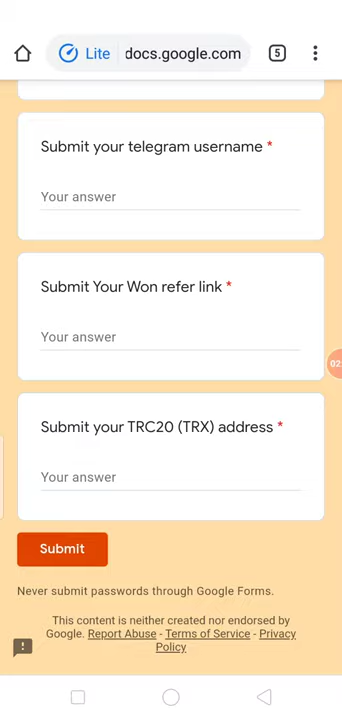 Lite docs.google.com 5
Submit your telegram username *
Your answer
Submit Your Won refer link *
Your answer
02
Submit your TRC20 (TRX) address *
Your answer
Submit
Never submit passwords through Google Forms.
This content is neither created nor endorsed by
Google. Report Abuse - Terms of Service - Privacy
Policy